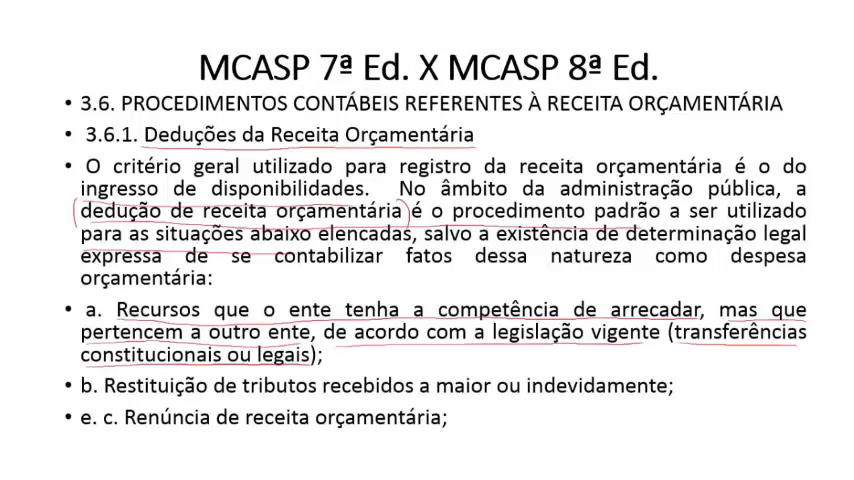 MCASP 7ª Ed. X MCASP 8ª Ed.
• 3.6. PROCEDIMENTOS CONTÁBEIS REFERENTES À RECEITA ORÇAMENTÁRIA
• 3.6.1. Deduções da Receita Orçamentária
• O critério geral utilizado para registro da receita orçamentária é o do
ingresso de disponibilidades. No âmbito da administração pública, a
dedução de receita orçamentária é o procedimento padrão a ser utilizado
para as situações abaixo elencadas, salvo a existência de determinação legal
expressa de se contabilizar fatos dessa natureza como despesa
orçamentária:
• a. Recursos que o ente tenha a competência de arrecadar, mas que
pertencem a outro ente, de acordo com a legislação vigente (transferências
constitucionais ou legais);
• b. Restituição de tributos recebidos a maior ou indevidamente;
• e. c. Renúncia de receita orçamentária;